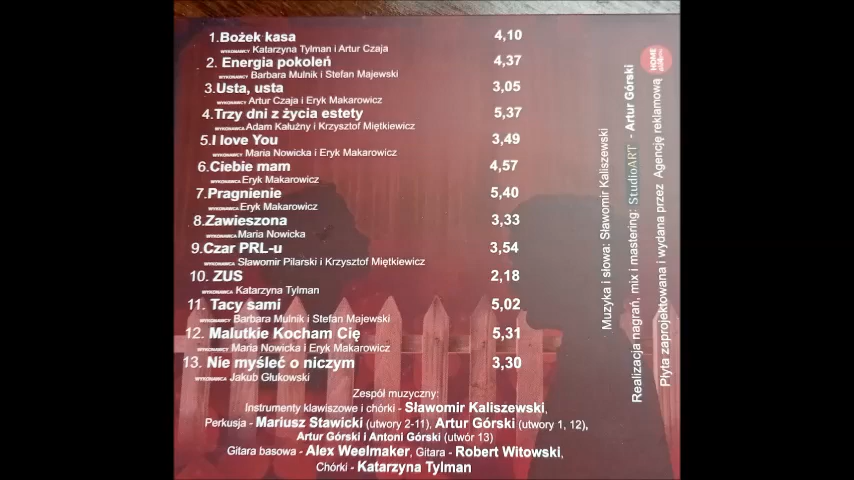 1.Bożek kasa 4,10
WYKONAWCY Katarzyna Tylman i Artur Czaja
2. Energia pokoleń 4,37
WYKONAWCY Barbara Mulnik i Stefan Majewski
3.Usta, usta 3,05
WYKONAWCY Artur Czaja i Eryk Makarowicz
4.Trzy dni z życia estety 5,37
WYKONAWCY Adam Kałużny i Krzysztof Miętkiewicz
5.I love You 3,49
WYKONAWCY Maria Nowicka i Eryk Makarowicz
6.Ciebie mam 4,57
WYKONAWCA Eryk Makarowicz
7.Pragnienie 5,40
WYKONAWCA Eryk Makarowicz
8.Zawieszona 3,33
WYKONAWCA Maria Nowicka
9.Czar PRL-u 3,54
WYKONAWCA Sławomir Pilarski i Krzysztof Miętkiewicz
10. ZUS 2,18
WYKONAWCA Katarzyna Tylman
11. Tacy sami 5,02
WYKONAWCA Barbara Mulnik i Stefan Majewski
12. Malutkie Kocham Cię 5,31
WYKONAWCA Maria Nowicka i Eryk Makarowicz
13. Nie myśleć o niczym 3,30
WYKONAWCA Jakub Głukowski
Zespół muzyczny:
Instrumenty klawiszowe i chórki - Sławomir Kaliszewski,
Perkusja - Mariusz Stawicki (utwory 2-11), Artur Górski (utwory 1, 12),
Artur Górski i Antoni Górski (utwór 13)
Gitara basowa - Alex Weelmaker, Gitara - Robert Witowski,
Chórki - Katarzyna Tylman
Muzyka i słowa: Sławomir Kaliszewski
Realizacja nagrań, mix i mastering: StudioART - Artur Górski
Płyta zaprojektowana i wydana przez Agencję reklamową
HOME